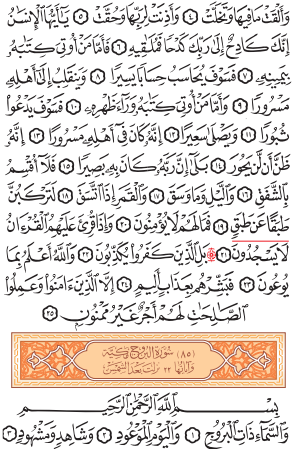 وَأَلْقَتْ مَا فِيهَا وَتَخَلَّتْ ٤ وَأَذِنَتْ لِرَبِّهَا وَحُقَّتْ ٥ يَٰٓأَيُّهَا ٱلْإِنسَٰنُ
إِنَّكَ كَادِحٌ إِلَىٰ رَبِّكَ كَدْحًا فَمُلَٰقِيهِ ٦ فَأَمَّا مَنْ أُوتِيَ كِتَٰبَهُۥ
بِيَمِينِهِۦ ٧ فَسَوْفَ يُحَاسَبُ حِسَابًا يَسِيرًا ٨ وَيَنقَلِبُ إِلَىٰٓ أَهْلِهِۦ
مَسْرُورًا ٩ وَأَمَّا مَنْ أُوتِيَ كِتَٰبَهُۥ وَرَآءَ ظَهْرِهِۦ ١٠ فَسَوْفَ يَدْعُوا۟
ثُبُورًا ١١ وَيَصْلَىٰ سَعِيرًا ١٢ إِنَّهُۥ كَانَ فِىٓ أَهْلِهِۦ مَسْرُورًا ١٣ إِنَّهُۥ
ظَنَّ أَن لَّن يَحُورَ ١٤ بَلَىٰٓ إِنَّ رَبَّهُۥ كَانَ بِهِۦ بَصِيرًا ١٥ فَلَآ أُقْسِمُ
بِٱلشَّفَقِ ١٦ وَٱلَّيْلِ وَمَا وَسَقَ ١٧ وَٱلْقَمَرِ إِذَا ٱتَّسَقَ ١٨ لَتَرْكَبُنَّ
طَبَقًا عَن طَبَقٍ ١٩ فَمَا لَهُمْ لَا يُؤْمِنُونَ ٢٠ وَإِذَا قُرِئَ عَلَيْهِمُ ٱلْقُرْءَانُ
لَا يَسْجُدُونَ ۩ ٢١ بَلِ ٱلَّذِينَ كَفَرُوا۟ يُكَذِّبُونَ ٢٢ وَٱللَّهُ أَعْلَمُ بِمَا
يُوعُونَ ٢٣ فَبَشِّرْهُم بِعَذَابٍ أَلِيمٍ ٢٤ إِلَّا ٱلَّذِينَ ءَامَنُوا۟ وَعَمِلُوا۟
ٱلصَّٰلِحَٰتِ لَهُمْ أَجْرٌ غَيْرُ مَمْنُونٍۭ ٢٥
(٨٥) سُورَةُ الْبُرُوجِ مَكِّيَّة
وَآيَاتُهَا ٢٢ نَزَلَتْ بَعْدَ الشَّمْسِ
بِسْمِ ٱللَّهِ ٱلرَّحْمَٰنِ ٱلرَّحِيمِ
وَٱلسَّمَآءِ ذَاتِ ٱلْبُرُوجِ ١ وَٱلْيَوْمِ ٱلْمَوْعُودِ ٢ وَشَاهِدٍ وَمَشْهُودٍ ٣